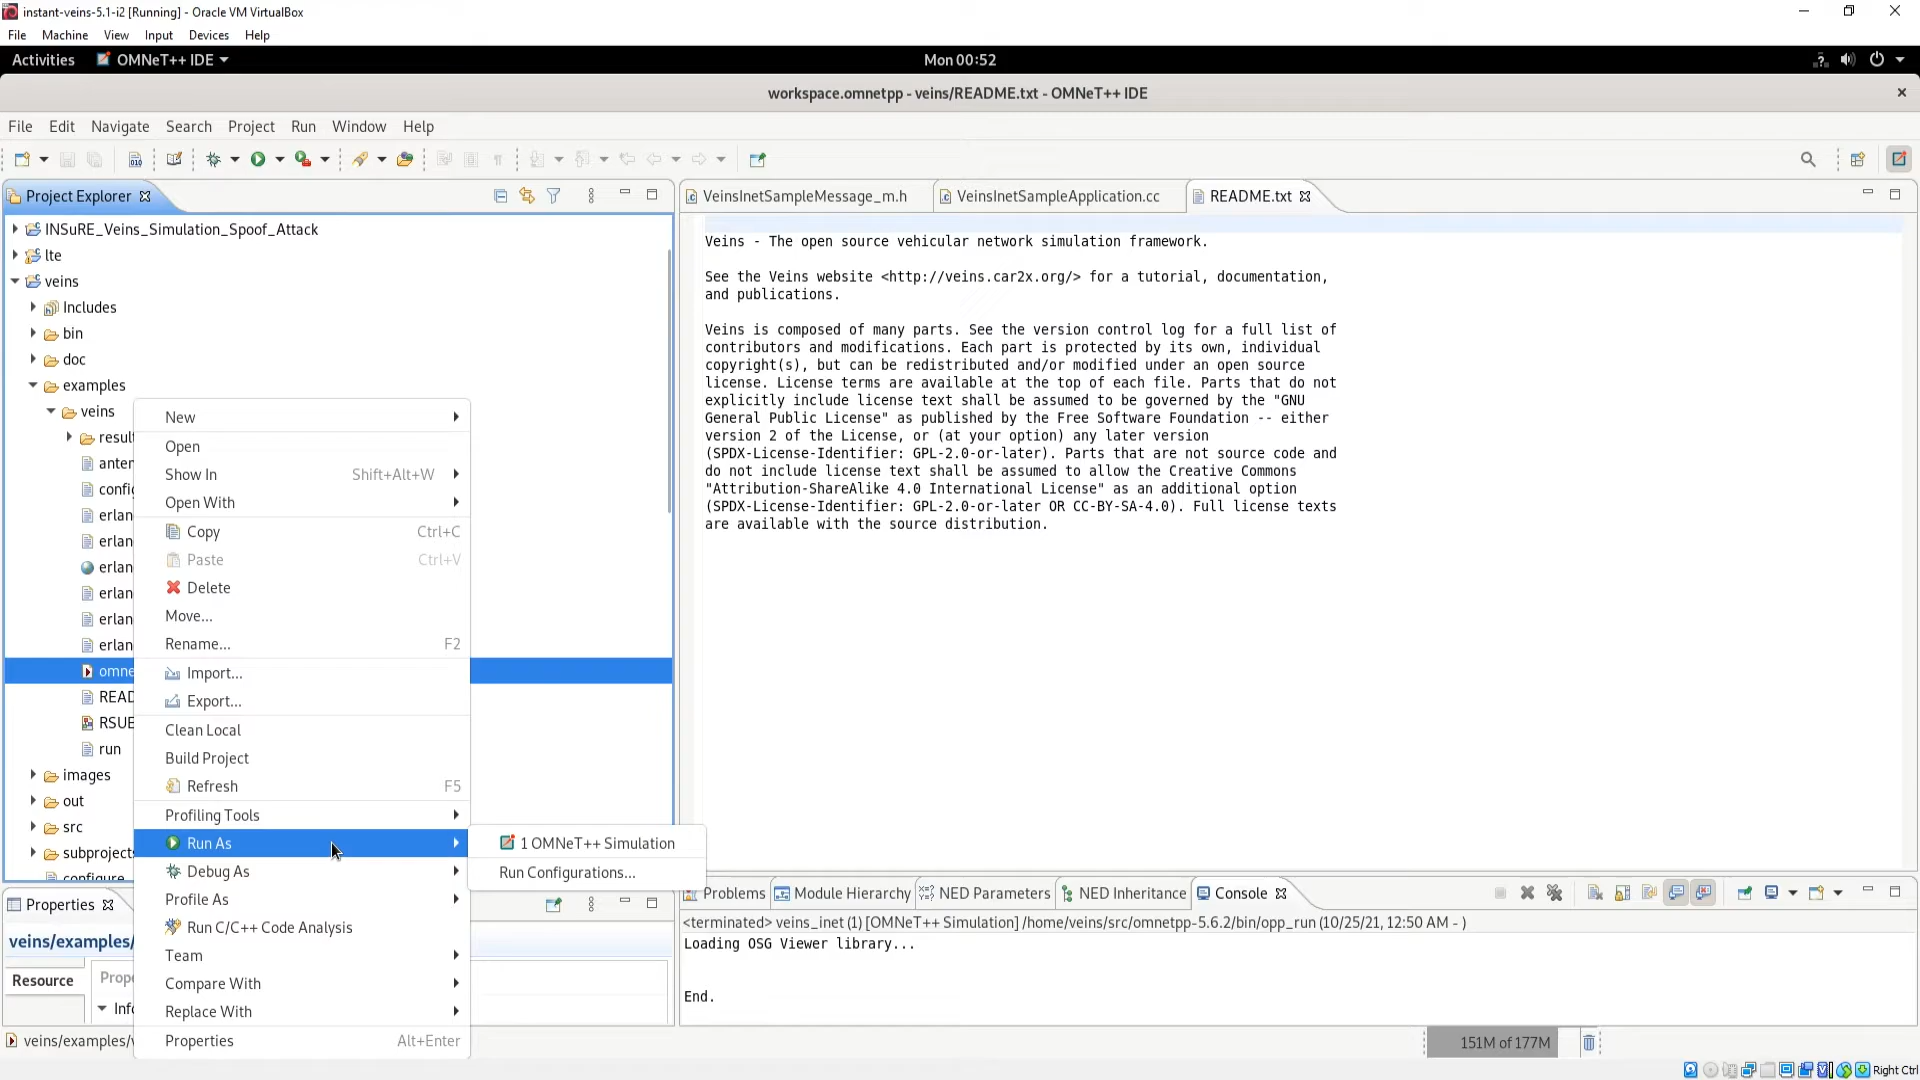 instant-veins-5.1-i2 [Running] - Oracle VM VirtualBox
File Machine View Input Devices Help
Activities OMNeT++ IDE Mon 00:52
workspace.omnetpp - veins/README.txt - OMNeT++ IDE
File Edit Navigate Search Project Run Window Help
Project Explorer
INSuRE_Veins_Simulation_Spoof_Attack
lte
veins
Includes
bin
doc
examples
veins
result
anten
config
erlan
erlan
erlan
erlan
erlan
erlan
omne
READ
RSUE
run
images
out
src
subprojects
configure
New
Open
Show In Shift+Alt+W
Open With
Copy Ctrl+C
Paste Ctrl+V
Delete
Move...
Rename... F2
Import...
Export...
Clean Local
Build Project
Refresh F5
Profiling Tools
Run As
Debug As
Profile As
Run C/C++ Code Analysis
Team
Compare With
Replace With
Properties Alt+Enter
1 OMNeT++ Simulation
Run Configurations...
VeinsInetSampleMessage_m.h VeinsInetSampleApplication.cc README.txt
Veins - The open source vehicular network simulation framework.
See the Veins website <http://veins.car2x.org/> for a tutorial, documentation,
and publications.
Veins is composed of many parts. See the version control log for a full list of
contributors and modifications. Each part is protected by its own, individual
copyright(s), but can be redistributed and/or modified under an open source
license. License terms are available at the top of each file. Parts that do not
explicitly include license text shall be assumed to be governed by the "GNU
General Public License" as published by the Free Software Foundation -- either
version 2 of the License, or (at your option) any later version
(SPDX-License-Identifier: GPL-2.0-or-later). Parts that are not source code and
do not include license text shall be assumed to allow the Creative Commons
"Attribution-ShareAlike 4.0 International License" as an additional option
(SPDX-License-Identifier: GPL-2.0-or-later OR CC-BY-SA-4.0). Full license texts
are available with the source distribution.
Properties
veins/examples/
Resource
Prope
Info
Problems Module Hierarchy NED Parameters NED Inheritance Console
<terminated> veins_inet (1) [OMNeT++ Simulation] /home/veins/src/omnetpp-5.6.2/bin/opp_run (10/25/21, 12:50 AM - )
Loading OSG Viewer library...
End.
veins/examples/v
151M of 177M
Right Ctrl